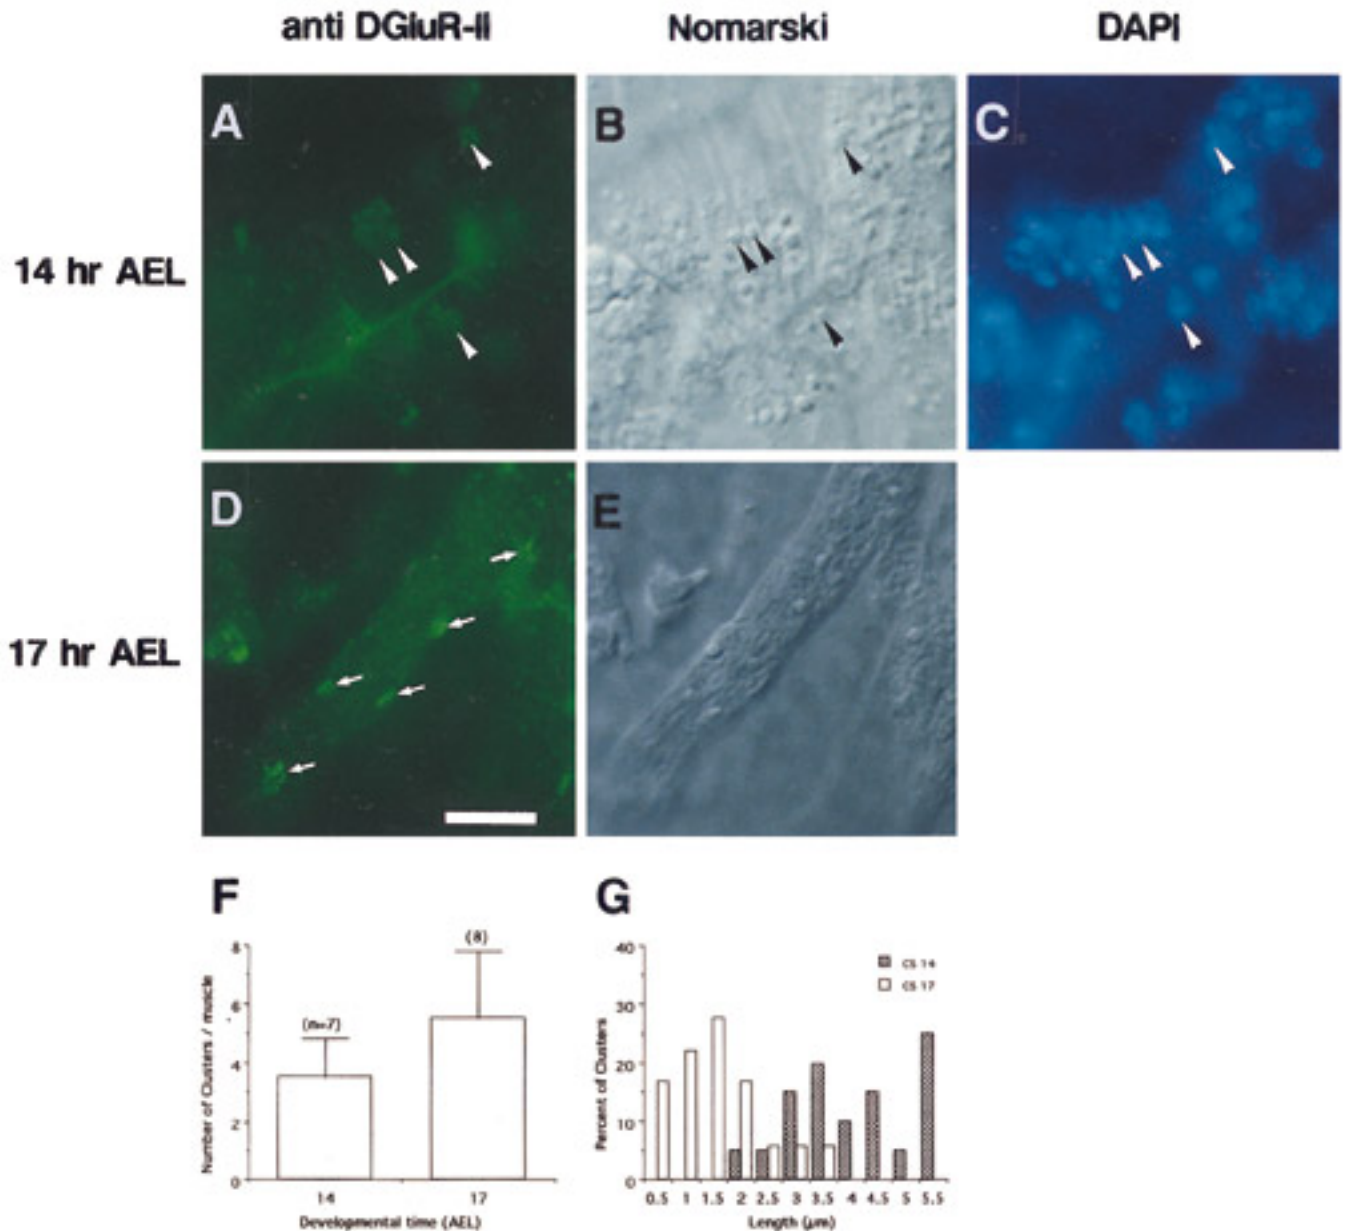 anti DGluR-II Nomarski DAPI
A B C
14 hr AEL
D E
17 hr AEL
F G
8 6 4 2 0
Number of Clusters / muscle
(n=7) (8)
14 17
Developmental time (AEL)
40 30 20 10 0
Percent of Clusters
CS 14
CS 17
0.5 1 1.5 2 2.5 3 3.5 4 4.5 5 5.5
Length (μm)